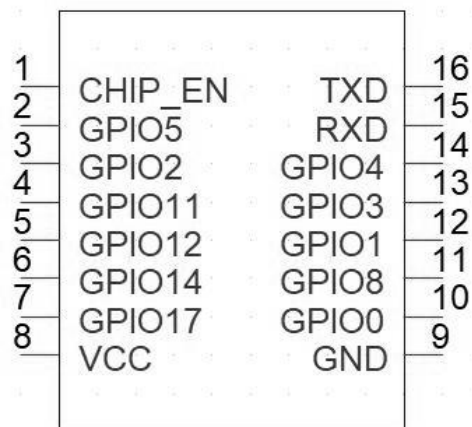 1 CHIP_EN TXD 16
2 GPIO5 RXD 15
3 GPIO2 GPIO4 14
4 GPIO11 GPIO3 13
5 GPIO12 GPIO1 12
6 GPIO14 GPIO8 11
7 GPIO17 GPIO0 10
8 VCC GND 9